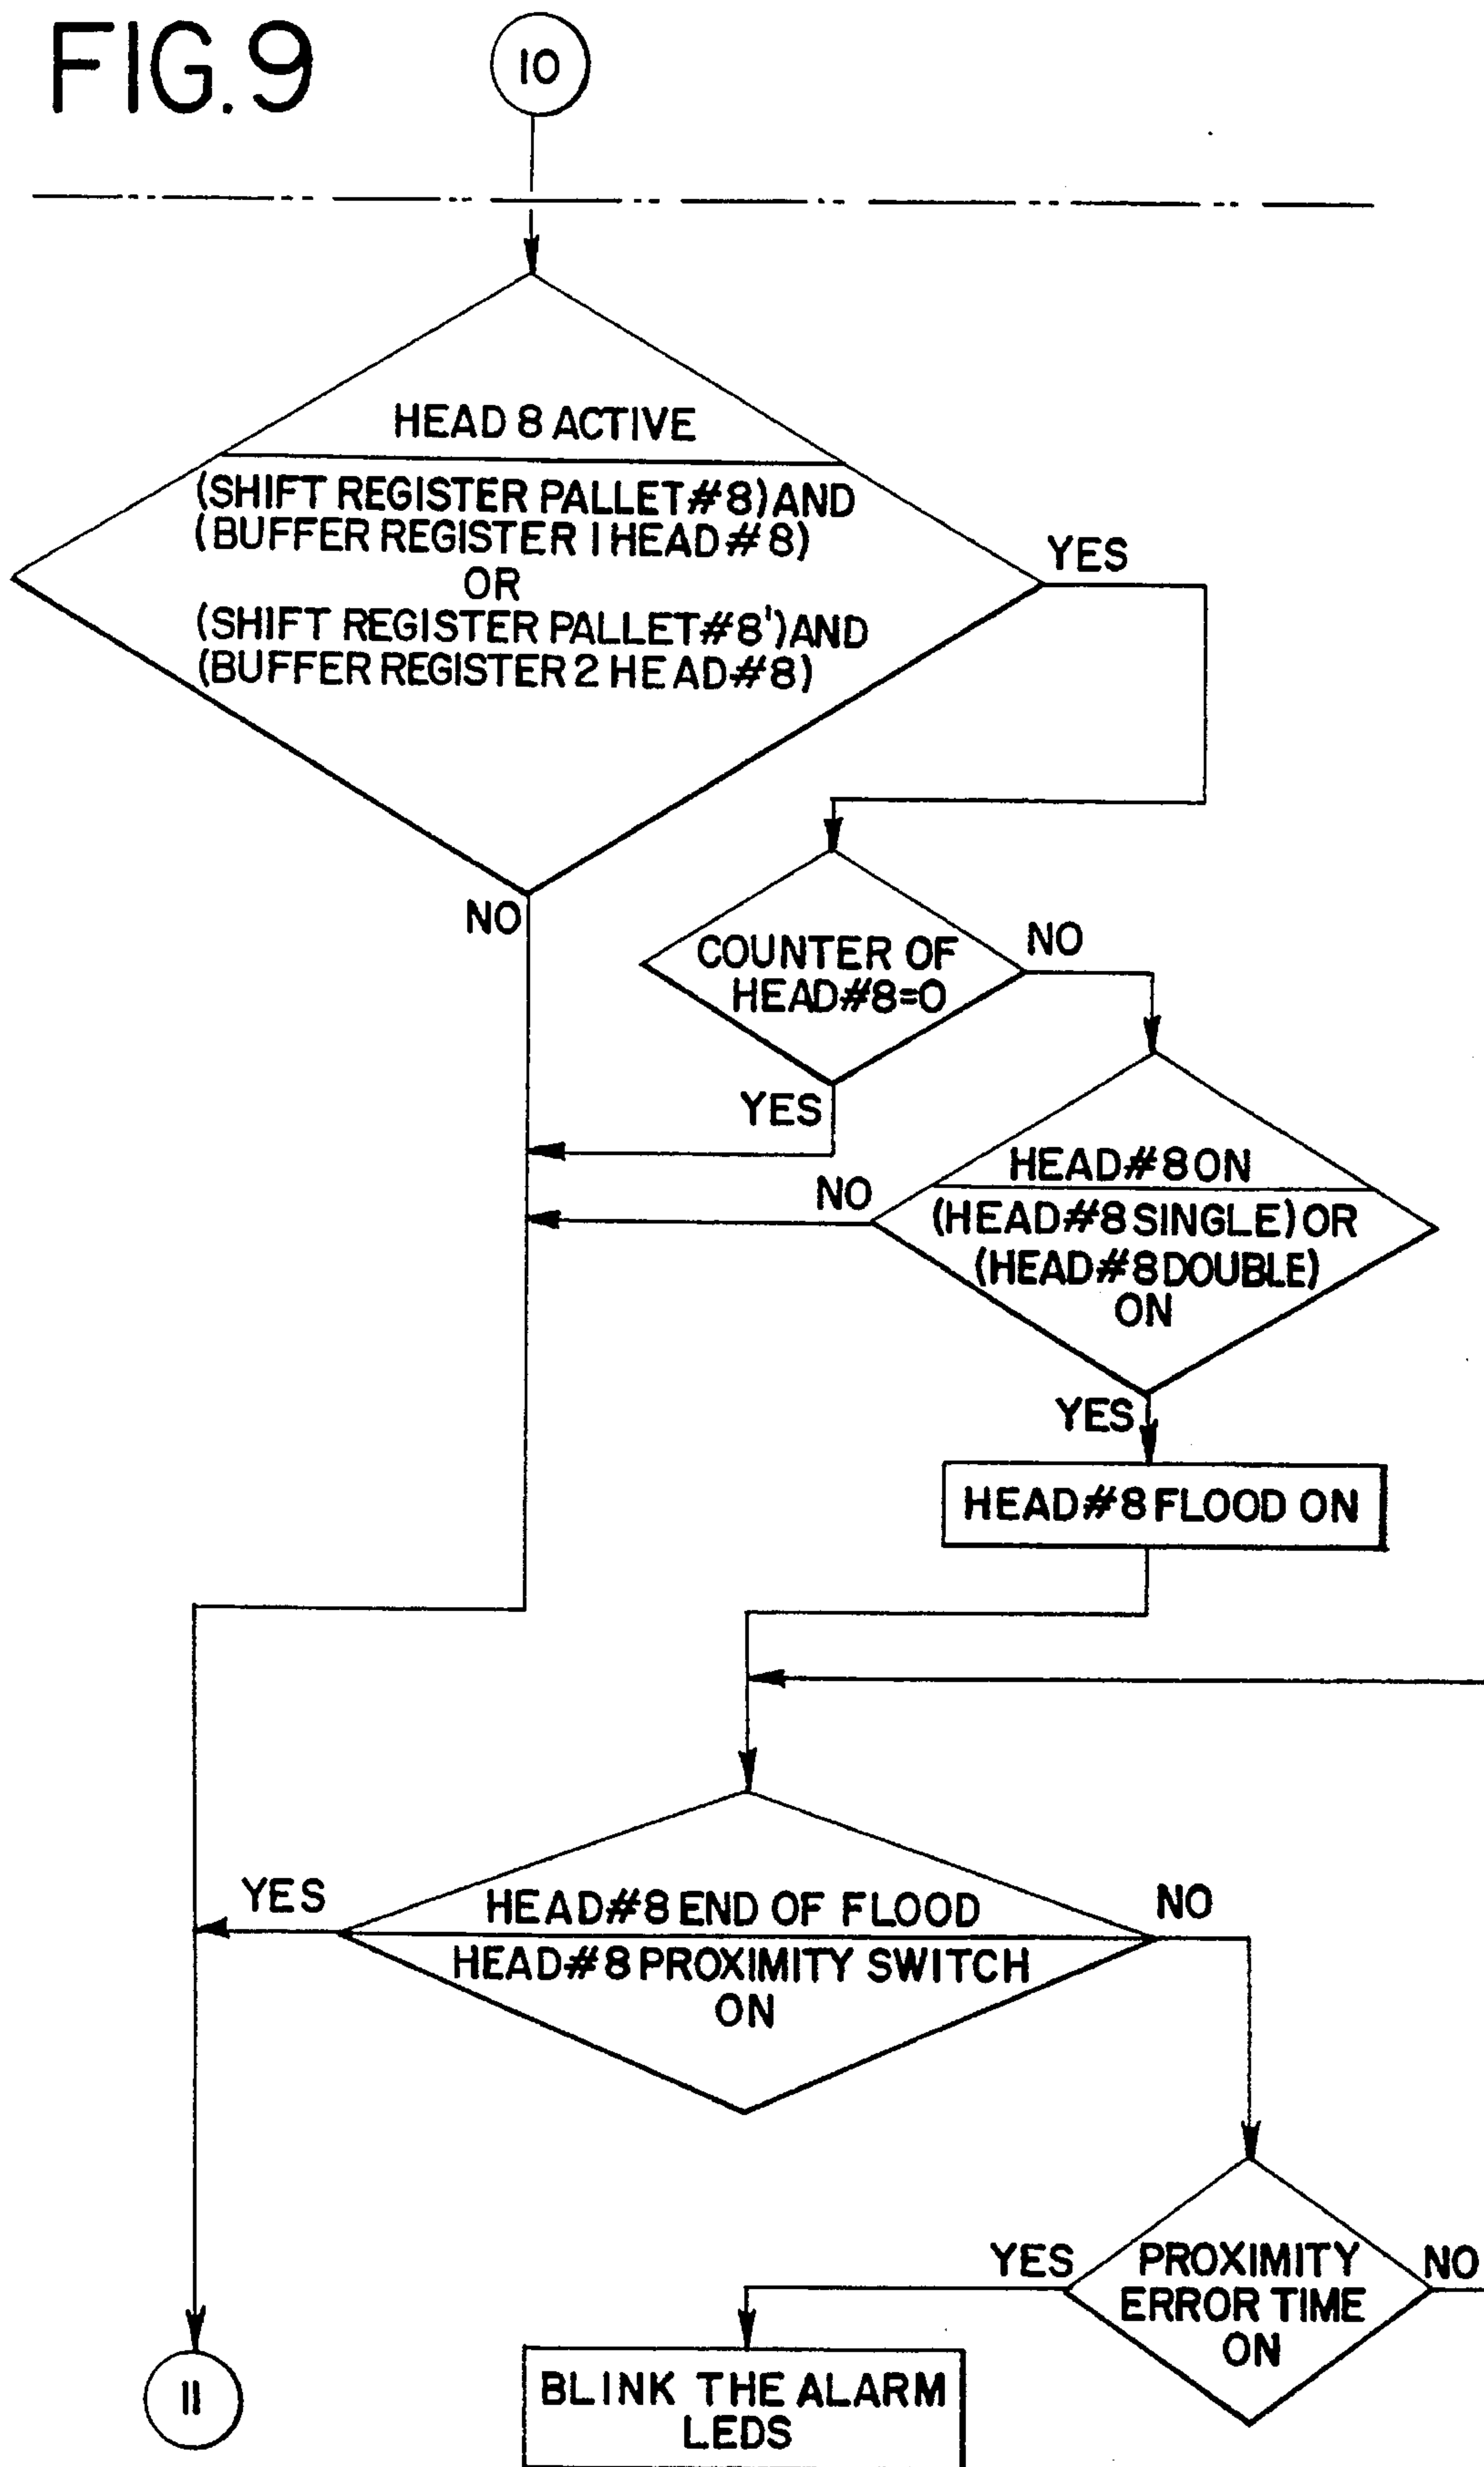 FIG. 9
10
HEAD 8 ACTIVE
(SHIFT REGISTER PALLET#8) AND
(BUFFER REGISTER 1 HEAD #8)
OR
(SHIFT REGISTER PALLET#8') AND
(BUFFER REGISTER 2 HEAD#8)
YES
NO
COUNTER OF
HEAD#8=0
NO
YES
HEAD#8 ON
(HEAD#8 SINGLE) OR
(HEAD#8 DOUBLE)
ON
NO
YES
HEAD#8 FLOOD ON
YES
HEAD#8 END OF FLOOD
HEAD#8 PROXIMITY SWITCH
ON
NO
YES
PROXIMITY
ERROR TIME
ON
NO
BLINK THE ALARM
LEDS
11